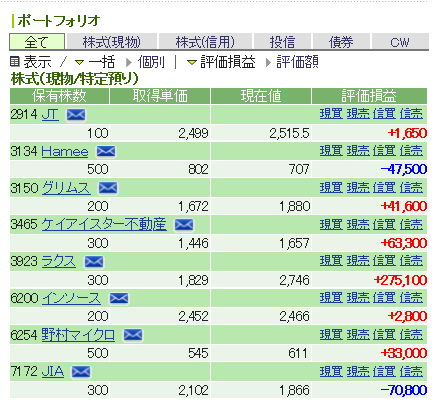 ポートフォリオ
全て 株式(現物) 株式(信用) 投信 債券 CW
表示 / 一括 個別 | 評価損益 評価額
株式(現物/特定預り)
保有株数 取得単価 現在値 評価損益
2914 JT 現買 現売 信買 信売
100 2,499 2,515.5 +1,650
3134 Hamee 現買 現売 信買 信売
500 802 707 -47,500
3150 グリムス 現買 現売 信買 信売
200 1,672 1,880 +41,600
3465 ケイアイスター不動産 現買 現売 信買 信売
300 1,446 1,657 +63,300
3923 ラクス 現買 現売 信買 信売
300 1,829 2,746 +275,100
6200 インソース 現買 現売 信買 信売
200 2,452 2,466 +2,800
6254 野村マイクロ 現買 現売 信買 信売
500 545 611 +33,000
7172 JIA 現買 現売 信買 信売
300 2,102 1,866 -70,800